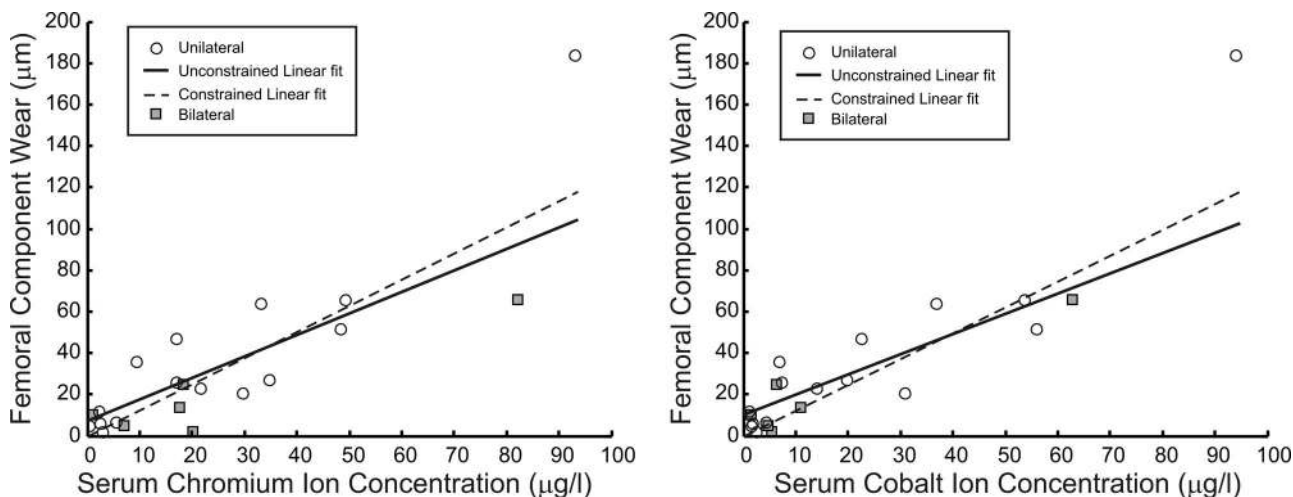 200
180
160
140
120
100
80
60
40
20
0
Femoral Component Wear (μm)
Unilateral
Unconstrained Linear fit
Constrained Linear fit
Bilateral
0 10 20 30 40 50 60 70 80 90 100
Serum Chromium Ion Concentration (μg/l)
200
180
160
140
120
100
80
60
40
20
0
Femoral Component Wear (μm)
Unilateral
Unconstrained Linear fit
Constrained Linear fit
Bilateral
0 10 20 30 40 50 60 70 80 90 100
Serum Cobalt Ion Concentration (μg/l)